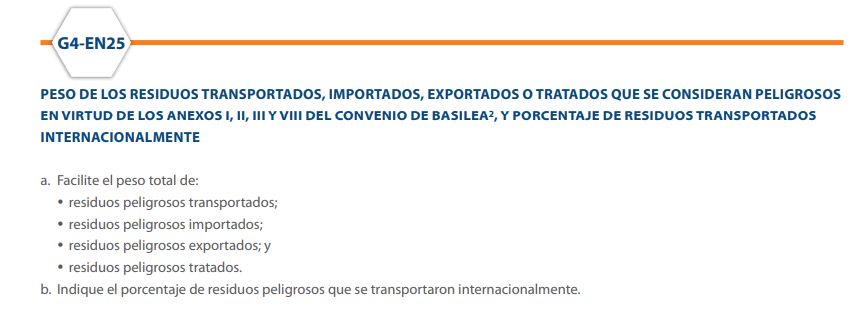 G4-EN25
PESO DE LOS RESIDUOS TRANSPORTADOS, IMPORTADOS, EXPORTADOS O TRATADOS QUE SE CONSIDERAN PELIGROSOS
EN VIRTUD DE LOS ANEXOS I, II, III Y VIII DEL CONVENIO DE BASILEA², Y PORCENTAJE DE RESIDUOS TRANSPORTADOS
INTERNACIONALMENTE
a. Facilite el peso total de:
• residuos peligrosos transportados;
• residuos peligrosos importados;
• residuos peligrosos exportados; y
• residuos peligrosos tratados.
b. Indique el porcentaje de residuos peligrosos que se transportaron internacionalmente.